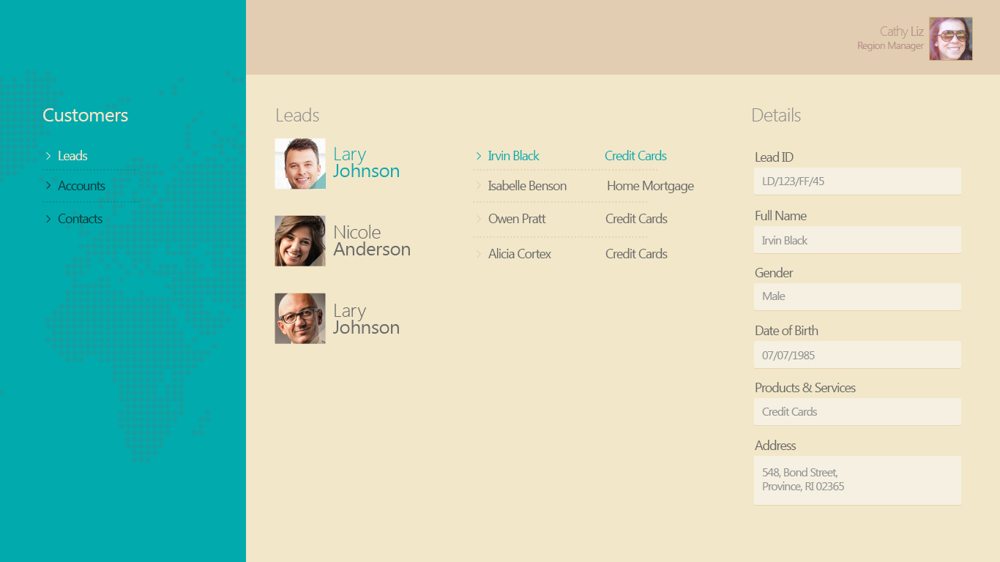 Cathy Liz
Region Manager
Customers
Leads
Accounts
Contacts
Leads
Lary
Johnson
Nicole
Anderson
Lary
Johnson
Irvin Black Credit Cards
Isabelle Benson Home Mortgage
Owen Pratt Credit Cards
Alicia Cortex Credit Cards
Details
Lead ID
LD/123/FF/45
Full Name
Irvin Black
Gender
Male
Date of Birth
07/07/1985
Products & Services
Credit Cards
Address
548, Bond Street,
Province, RI 02365